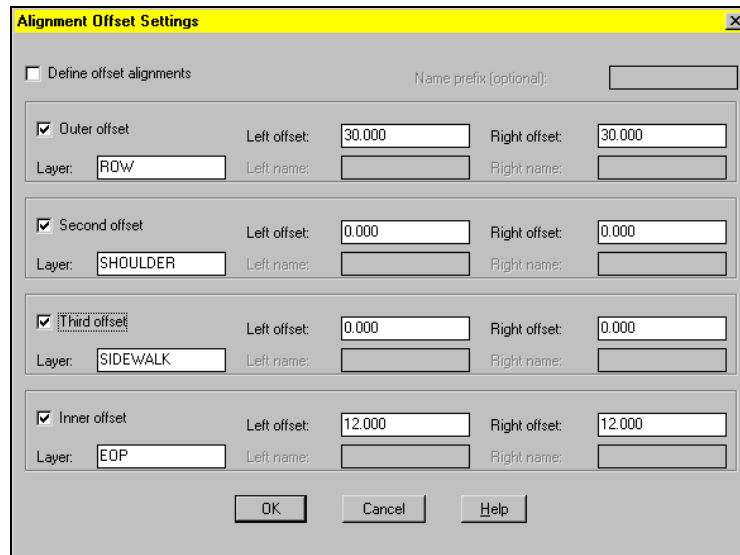 Alignment Offset Settings
Define offset alignments Name prefix (optional):
Outer offset Left offset: 30.000 Right offset: 30.000
Layer: ROW Left name: Right name:
Second offset Left offset: 0.000 Right offset: 0.000
Layer: SHOULDER Left name: Right name:
Third offset Left offset: 0.000 Right offset: 0.000
Layer: SIDEWALK Left name: Right name:
Inner offset Left offset: 12.000 Right offset: 12.000
Layer: EOP Left name: Right name:
OK Cancel Help